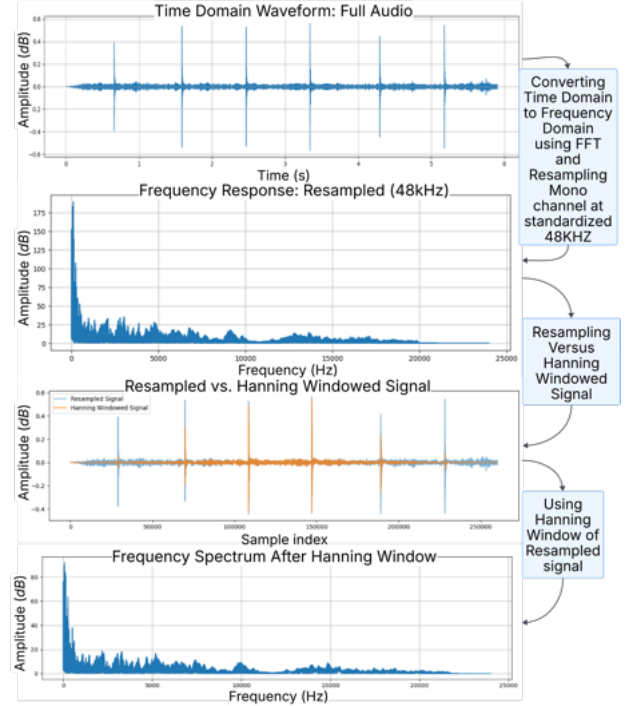 Time Domain Waveform: Full Audio
Amplitude (dB)
0.6
0.4
0.2
0.0
−0.2
−0.4
−0.6
0 1 2 3 4 5 6
Time (s)
Converting
Time Domain
to Frequency
Domain
using FFT
and
Resampling
Mono
channel at
standardized
48KHZ
Frequency Response: Resampled (48kHz)
Amplitude (dB)
175
150
125
100
75
50
25
0
0 5000 10000 15000 20000 25000
Frequency (Hz)
Resampling
Versus
Hanning
Windowed
Signal
Resampled vs. Hanning Windowed Signal
Resampled Signal
Hanning Windowed Signal
Amplitude (dB)
0.6
0.4
0.2
0.0
−0.2
−0.4
0 50000 100000 150000 200000 250000
Sample index
Using
Hanning
Window of
Resampled
signal
Frequency Spectrum After Hanning Window
Amplitude (dB)
80
60
40
20
0
0 5000 10000 15000 20000 25000
Frequency (Hz)